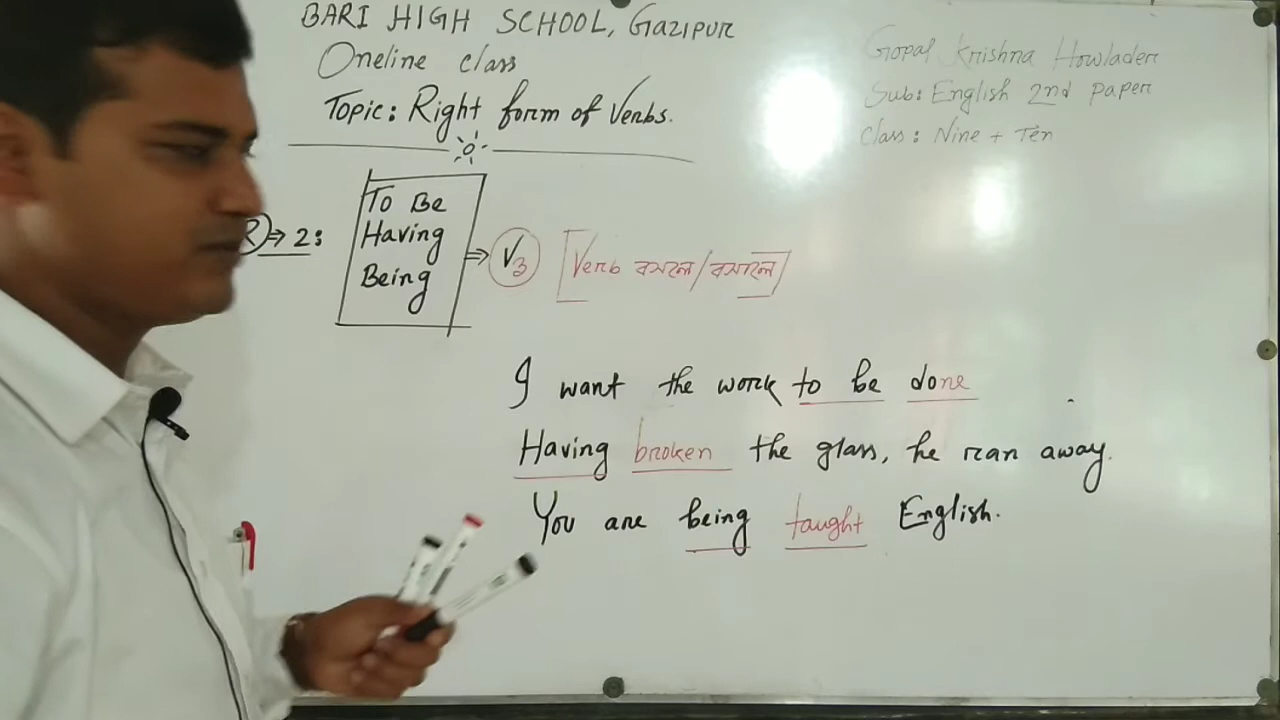 BARI HIGH SCHOOL, Gazipur
Oneline class
Topic: Right form of Verbs.
Gopal Krishna Howlader
Sub: English 2nd paper
Class: Nine + Ten
R ⇒ 2:
To Be
Having
Being
⇒ V3 [Verb বসলে/বসালে]
I want the work to be done
Having broken the glass, he ran away.
You are being taught English.